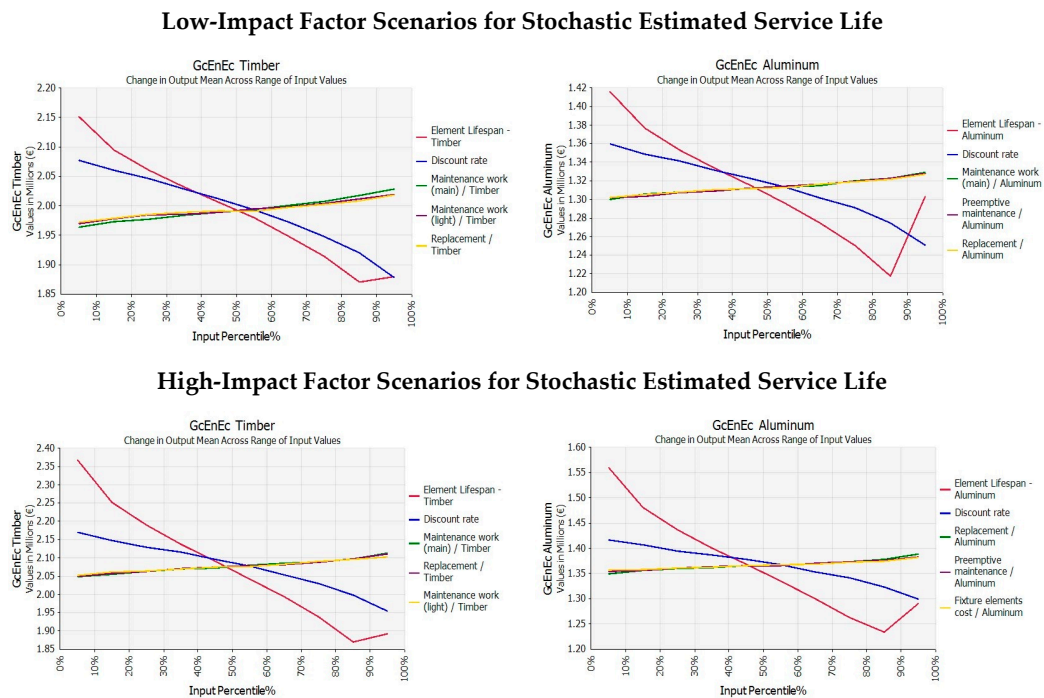 Low-Impact Factor Scenarios for Stochastic Estimated Service Life
GcEnEc Timber
Change in Output Mean Across Range of Input Values
2.20
2.15
2.10
2.05
2.00
1.95
1.90
1.85
GcEnEc Timber
Values in Millions (€)
0%
10%
20%
30%
40%
50%
60%
70%
80%
90%
100%
Input Percentile%
Element Lifespan -
Timber
Discount rate
Maintenance work
(main) / Timber
Maintenance work
(light) / Timber
Replacement /
Timber
GcEnEc Aluminum
Change in Output Mean Across Range of Input Values
1.42
1.38
1.36
1.34
1.32
1.30
1.28
1.26
1.24
1.22
1.20
GcEnEc Aluminum
Values in Millions (€)
0%
10%
20%
30%
40%
50%
60%
70%
80%
90%
100%
Input Percentile%
Element Lifespan -
Aluminum
Discount rate
Maintenance work
(main) / Aluminum
Preemptive
maintenance /
Aluminum
Replacement /
Aluminum
High-Impact Factor Scenarios for Stochastic Estimated Service Life
GcEnEc Timber
Change in Output Mean Across Range of Input Values
2.40
2.35
2.30
2.25
2.20
2.15
2.10
2.05
2.00
1.95
1.90
1.85
GcEnEc Timber
Values in Millions (€)
0%
10%
20%
30%
40%
50%
60%
70%
80%
90%
100%
Input Percentile%
Element Lifespan -
Timber
Discount rate
Maintenance work
(main) / Timber
Replacement /
Timber
Maintenance work
(light) / Timber
GcEnEc Aluminum
Change in Output Mean Across Range of Input Values
1.60
1.55
1.50
1.45
1.40
1.35
1.30
1.25
1.20
GcEnEc Aluminum
Values in Millions (€)
0%
10%
20%
30%
40%
50%
60%
70%
80%
90%
100%
Input Percentile%
Element Lifespan -
Aluminum
Discount rate
Replacement /
Aluminum
Preemptive
maintenance /
Aluminum
Fixture elements
cost / Aluminum